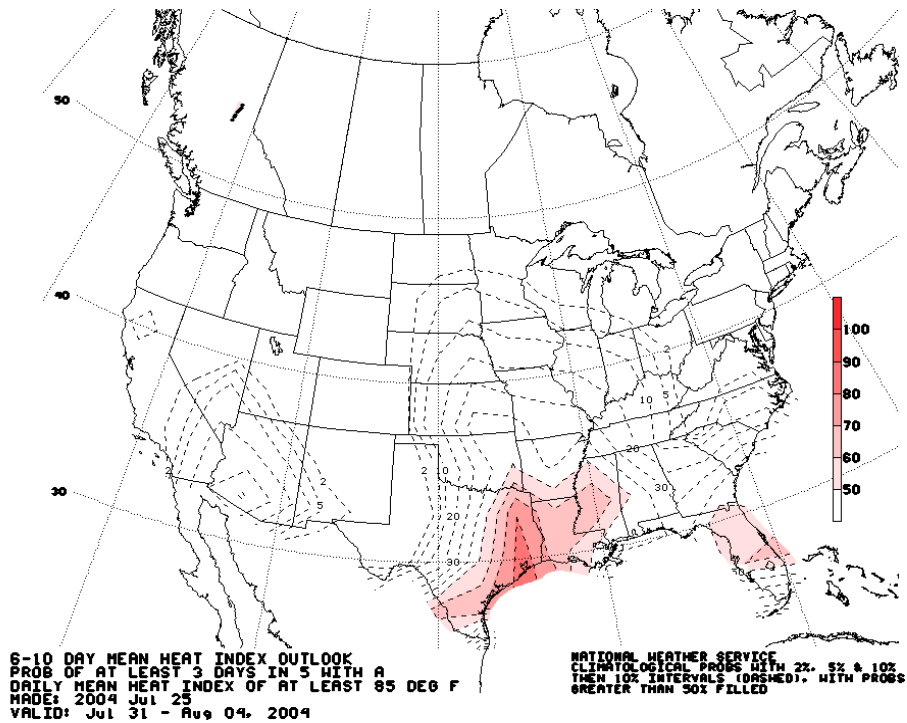 50
40
30
2
2
5
2 10
20
30
2
10 5
20
30
50
100
90
80
70
60
50
6-10 DAY MEAN HEAT INDEX OUTLOOK
PROB OF AT LEAST 3 DAYS IN 5 WITH A
DAILY MEAN HEAT INDEX OF AT LEAST 85 DEG F
MADE: 2004 Jul 25
VALID: Jul 31 - Aug 04, 2004
NATIONAL WEATHER SERVICE
CLIMATOLOGICAL PROBS WITH 2%, 5% & 10%
THEN 10% INTERVALS (DASHED), WITH PROBS
GREATER THAN 50% FILLED